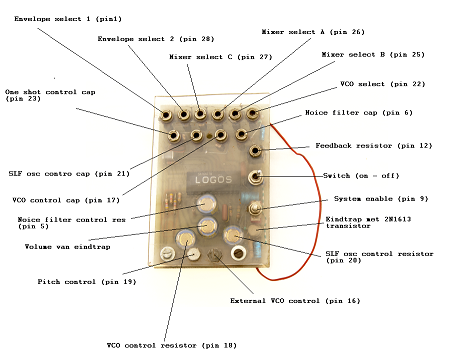 Envelope select 1 (pin1)
Envelope select 2 (pin 28)
Mixer select C (pin 27)
Mixer select A (pin 26)
Mixer select B (pin 25)
VCO select (pin 22)
One shot control cap
(pin 23)
Noise filter cap (pin 6)
Feedback resistor (pin 12)
SLF osc contro cap (pin 21)
Switch (on - off)
LOGOS
VCO control cap (pin 17)
System enable (pin 9)
Noise filter control res
(pin 5)
Eindtrap met 2N1613
transistor
Volume van eindtrap
SLF osc control resistor
(pin 20)
Pitch control (pin 19)
External VCO control (pin 16)
VCO control resistor (pin 18)